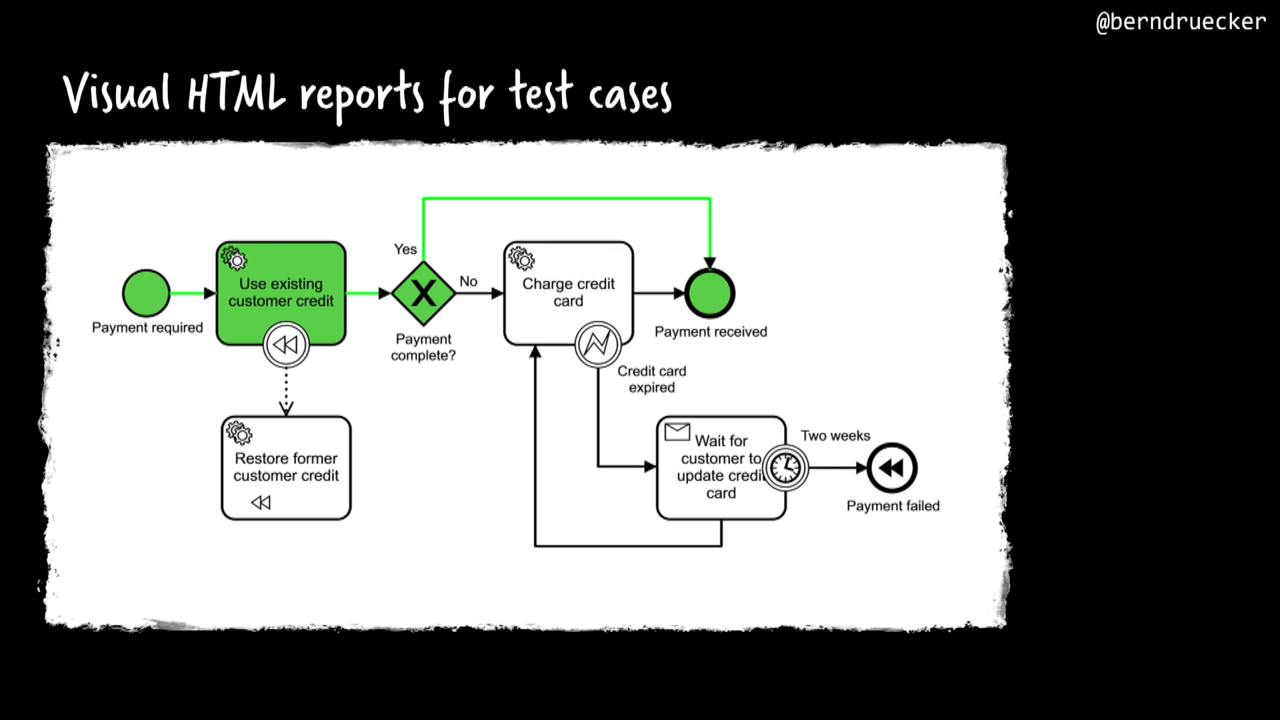 @berndruecker
Visual HTML reports for test cases
Yes
No
Use existing
customer credit
Charge credit
card
Payment required
Payment
complete?
Payment received
Credit card
expired
Restore former
customer credit
Wait for
customer to
update credit
card
Two weeks
Payment failed